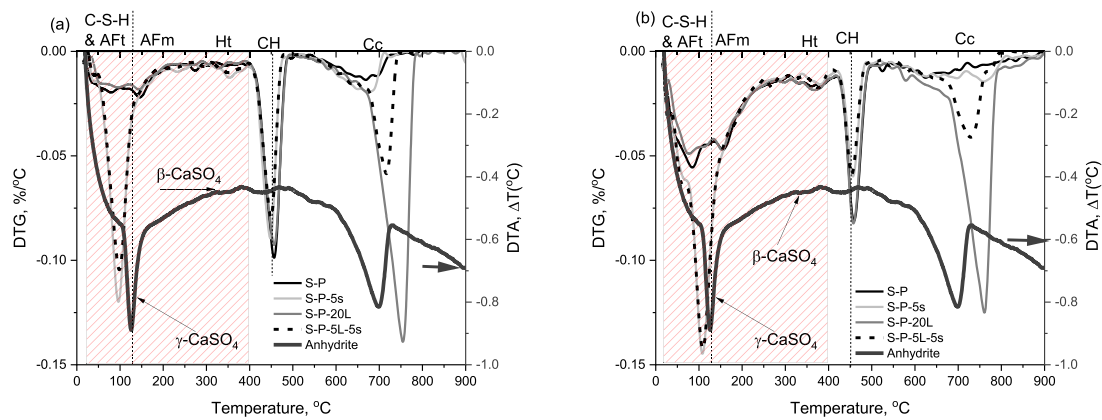 (a)
C-S-H
& AFt
AFm
Ht
CH
Cc
0.00
-0.05
-0.10
-0.15
DTG, %/°C
0.0
-0.2
-0.4
-0.6
-0.8
-1.0
DTA, ΔT(°C)
β-CaSO4
γ-CaSO4
S-P
S-P-5s
S-P-20L
S-P-5L-5s
Anhydrite
0 100 200 300 400 500 600 700 800 900
Temperature, °C
(b)
C-S-H
& AFt
AFm
Ht
CH
Cc
0.00
-0.05
-0.10
-0.15
DTG, %/°C
0.0
-0.2
-0.4
-0.6
-0.8
-1.0
DTA, ΔT(°C)
β-CaSO4
γ-CaSO4
S-P
S-P-5s
S-P-20L
S-P-5L-5s
Anhydrite
0 100 200 300 400 500 600 700 800 900
Temperature, °C